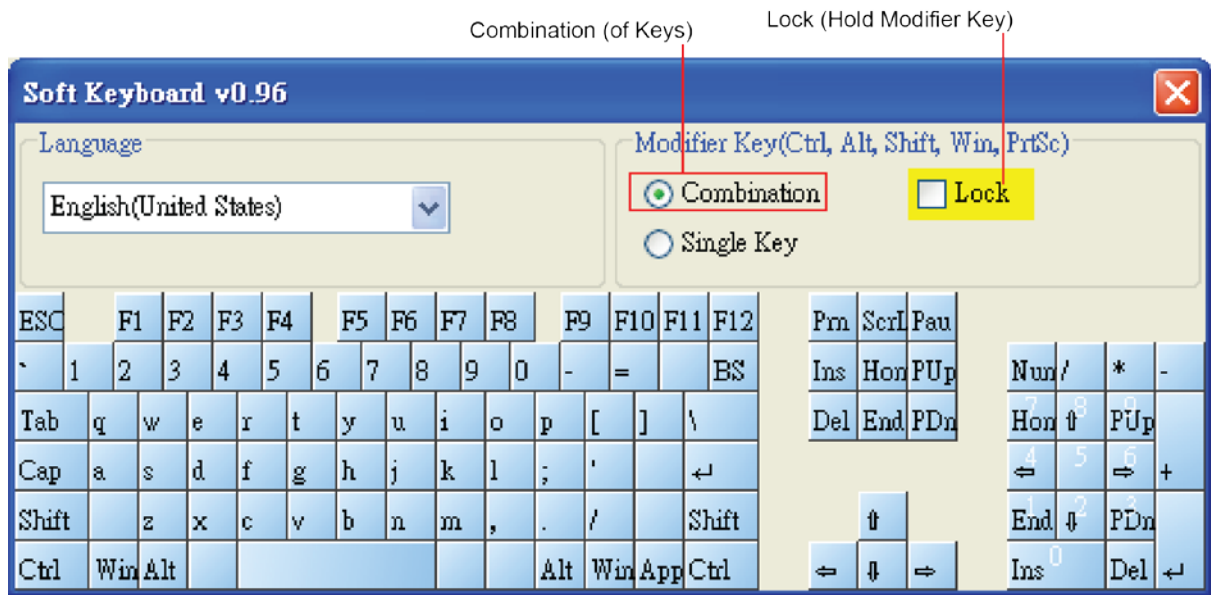 Combination (of Keys)
Lock (Hold Modifier Key)
Soft Keyboard v0.96
Language
Modifier Key(Ctrl, Alt, Shift, Win, PrtSc)
English(United States)
Combination
Lock
Single Key
ESC F1 F2 F3 F4 F5 F6 F7 F8 F9 F10 F11 F12 Prn ScrL Pau
` 1 2 3 4 5 6 7 8 9 0 - = BS Ins Hon PUp Num / * -
Tab q w e r t y u i o p [ ] \ Del End PDn Hon 7 ⇧ 8 PUp 9
Cap a s d f g h j k l ; ' ↵ ⇦ 4 5 ⇨ 6 +
Shift z x c v b n m , . / Shift ⇧ End 1 ⇩ 2 PDn 3
Ctrl Win Alt Alt Win App Ctrl ⇦ ⇩ ⇨ Ins 0 Del ↵